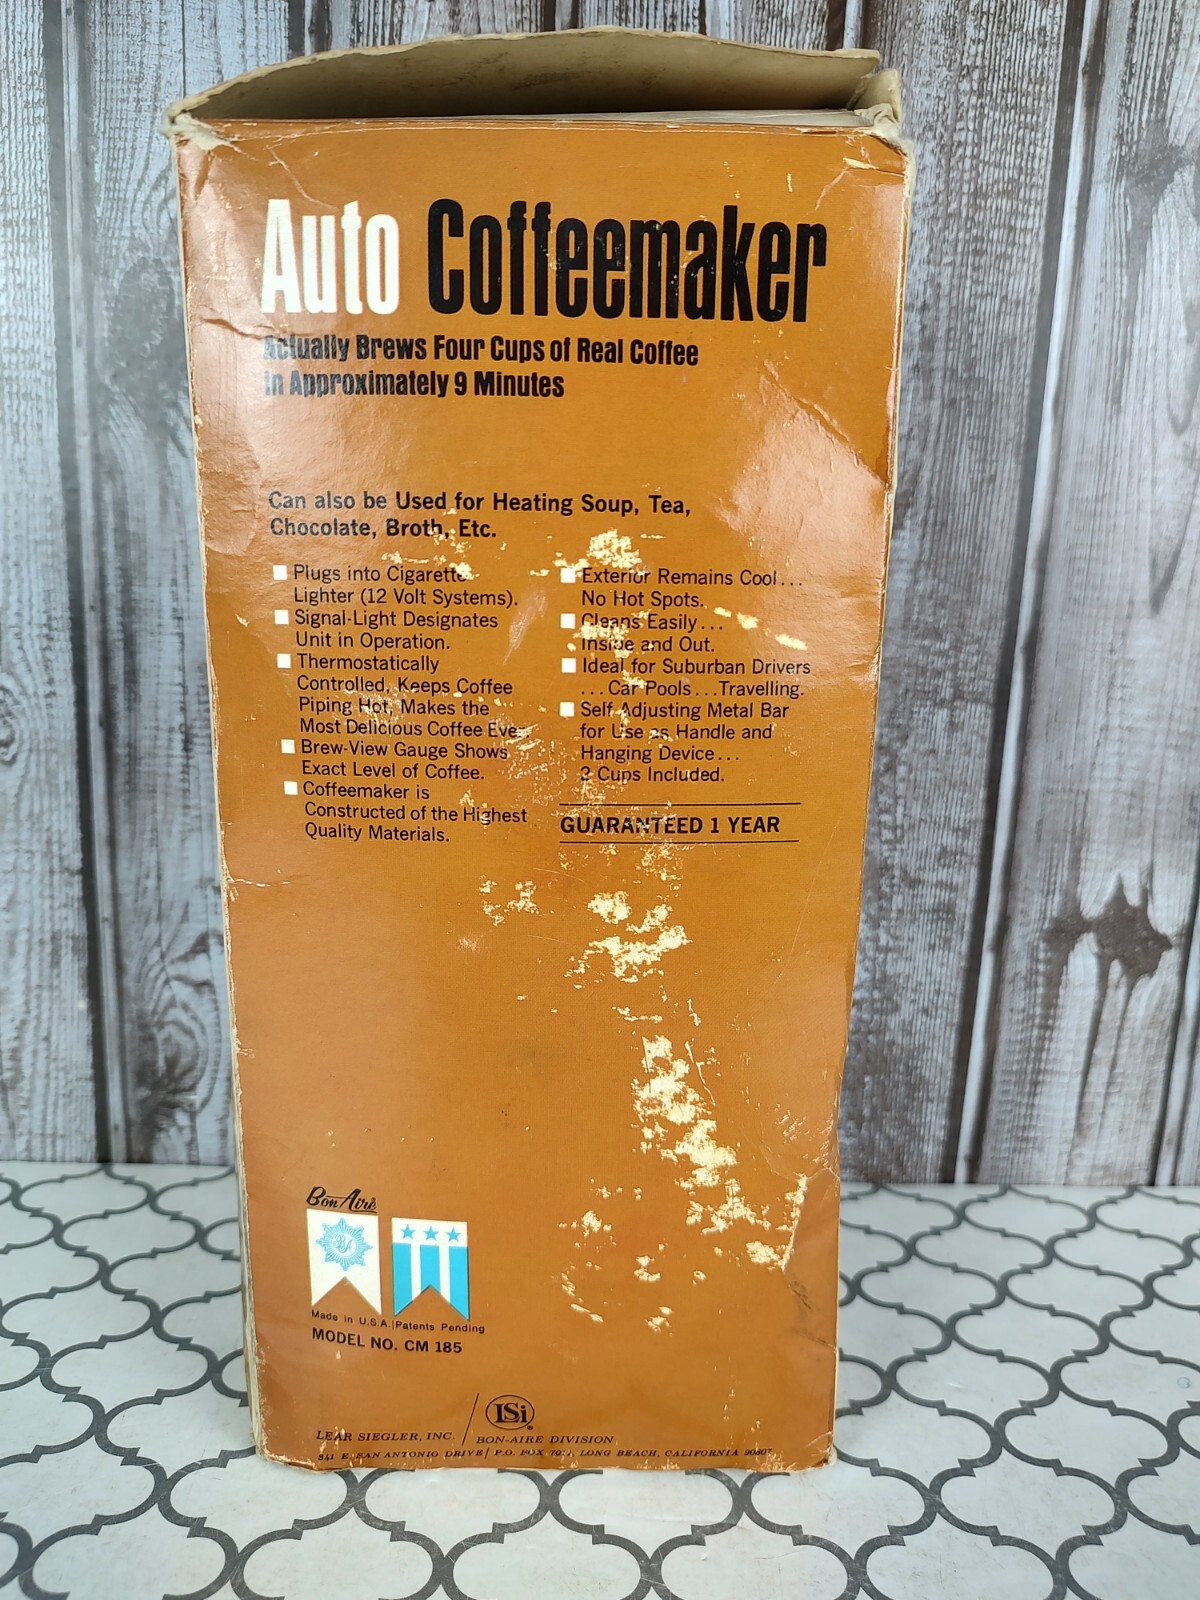 Auto Coffeemaker
Actually Brews Four Cups of Real Coffee
in Approximately 9 Minutes
Can also be Used for Heating Soup, Tea,
Chocolate, Broth, Etc.
Plugs into Cigarette
Lighter (12 Volt Systems).
Signal-Light Designates
Unit in Operation.
Thermostatically
Controlled, Keeps Coffee
Piping Hot, Makes the
Most Delicious Coffee Ever.
Brew-View Gauge Shows
Exact Level of Coffee.
Coffeemaker is
Constructed of the Highest
Quality Materials.
Exterior Remains Cool...
No Hot Spots.
Cleans Easily...
Inside and Out.
Ideal for Suburban Drivers
...Car Pools...Travelling.
Self Adjusting Metal Bar
for Use as Handle and
Hanging Device...
Cups Included.
GUARANTEED 1 YEAR
Bon Aire®
BA
Made in U.S.A. Patents Pending
MODEL NO. CM 185
LSi®
LEAR SIEGLER, INC. / BON-AIRE DIVISION
341 E. SAN ANTONIO DRIVE / P.O. BOX LONG BEACH, CALIFORNIA 90807